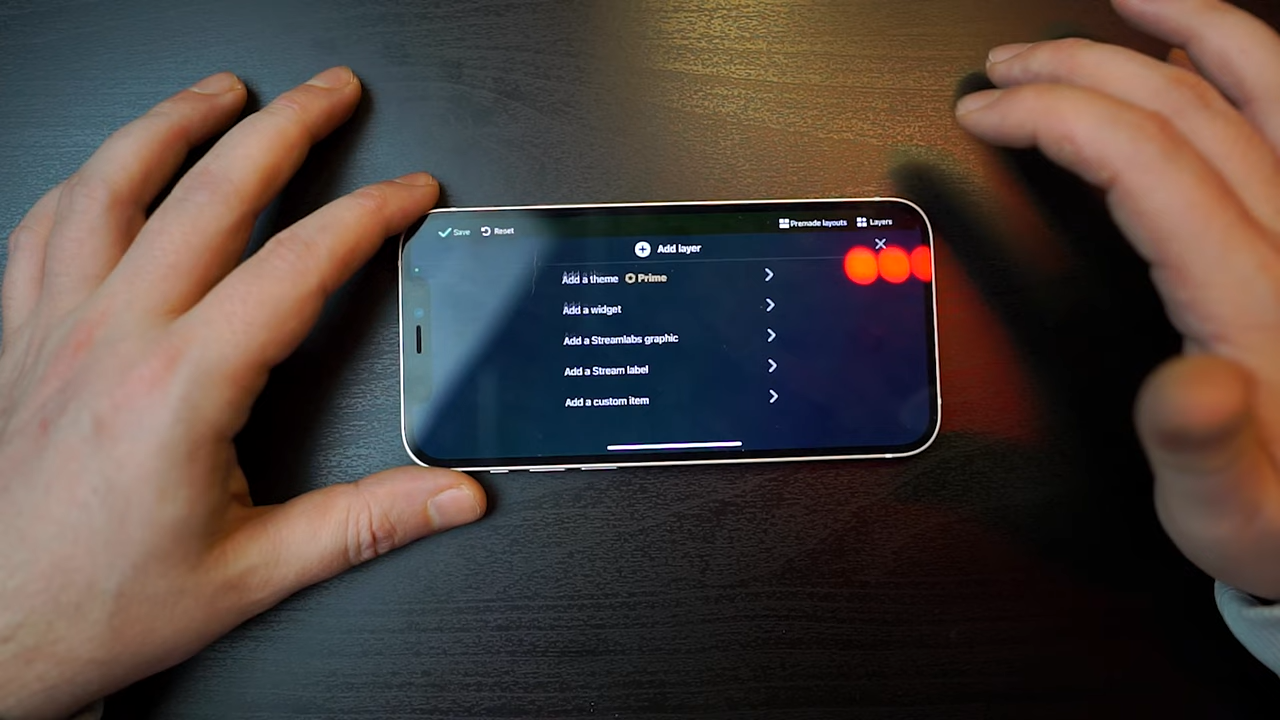 Save Reset Premade layouts Layers
Add layer
Add a theme Prime
Add a widget
Add a Streamlabs graphic
Add a Stream label
Add a custom item